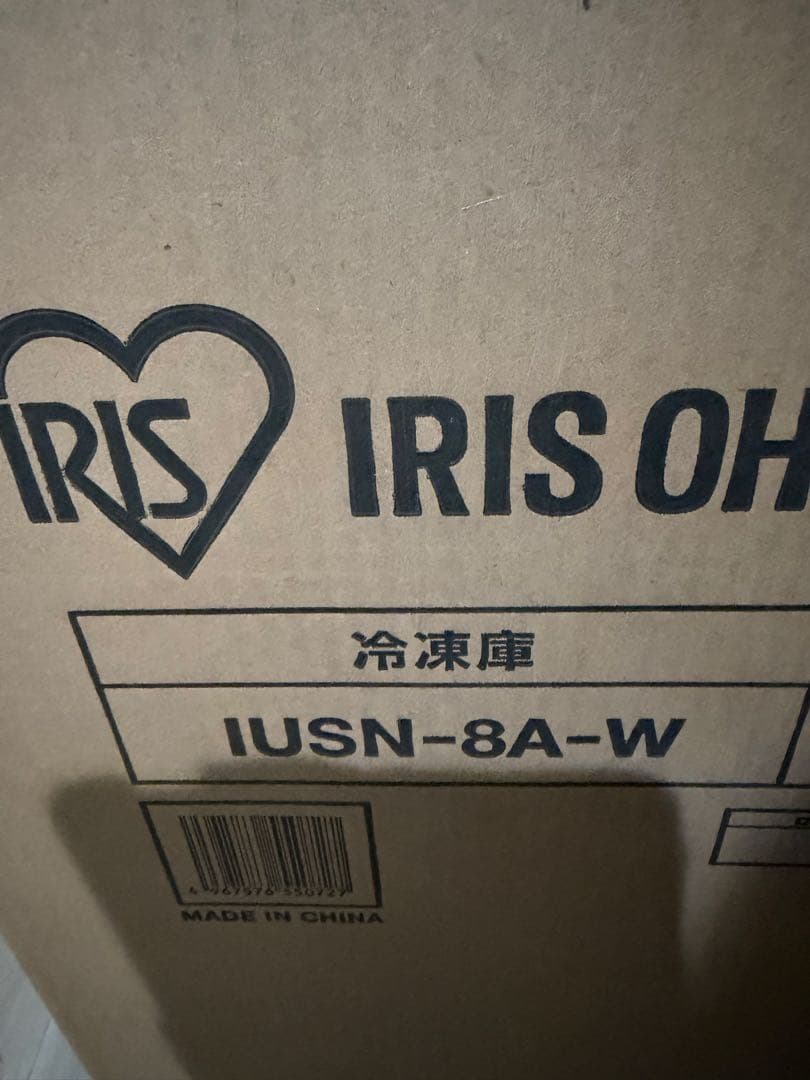 IRIS
IRIS OH
冷凍庫
IUSN-8A-W
MADE IN CHINA